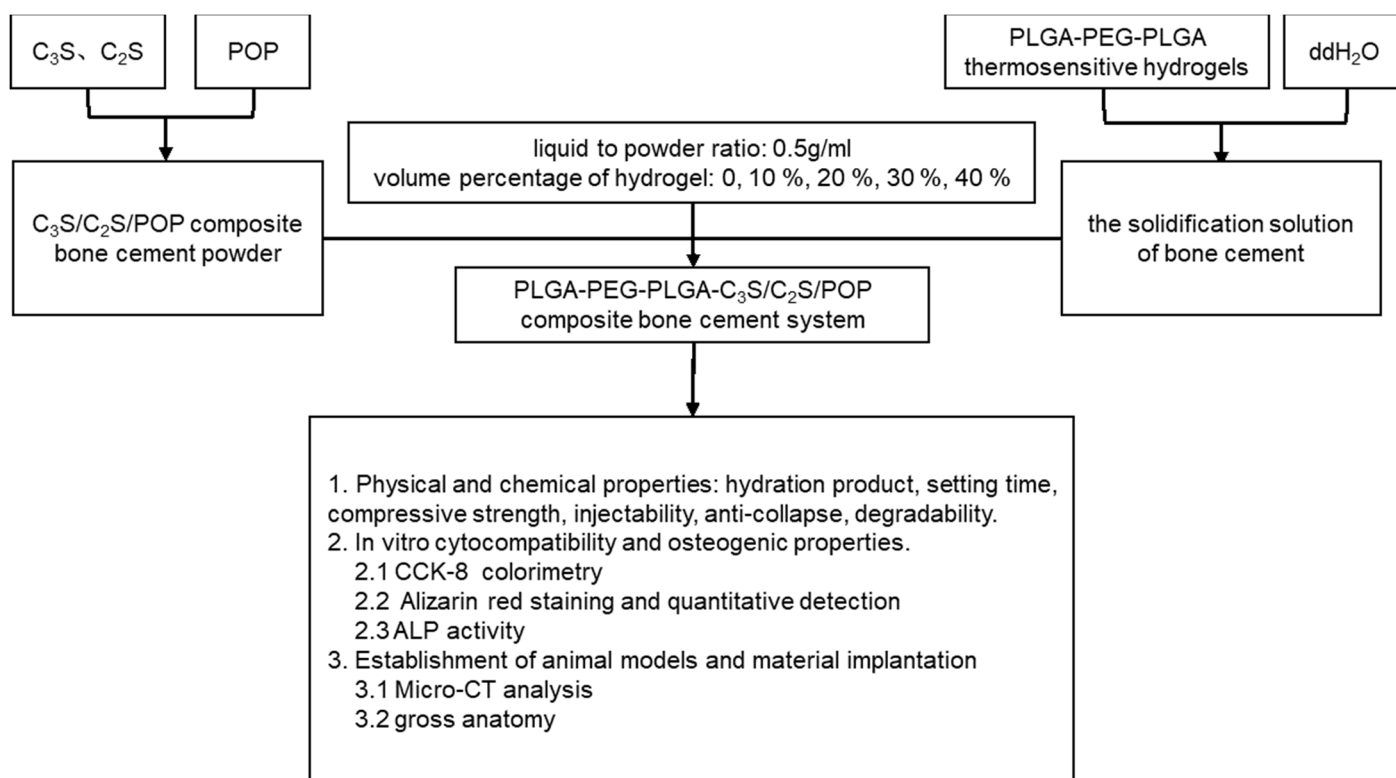 C₃S、C₂S
POP
PLGA-PEG-PLGA
thermosensitive hydrogels
ddH₂O
liquid to powder ratio: 0.5g/ml
volume percentage of hydrogel: 0, 10 %, 20 %, 30 %, 40 %
C₃S/C₂S/POP composite
bone cement powder
the solidification solution
of bone cement
PLGA-PEG-PLGA-C₃S/C₂S/POP
composite bone cement system
1. Physical and chemical properties: hydration product, setting time,
compressive strength, injectability, anti-collapse, degradability.
2. In vitro cytocompatibility and osteogenic properties.
2.1 CCK-8 colorimetry
2.2 Alizarin red staining and quantitative detection
2.3 ALP activity
3. Establishment of animal models and material implantation
3.1 Micro-CT analysis
3.2 gross anatomy